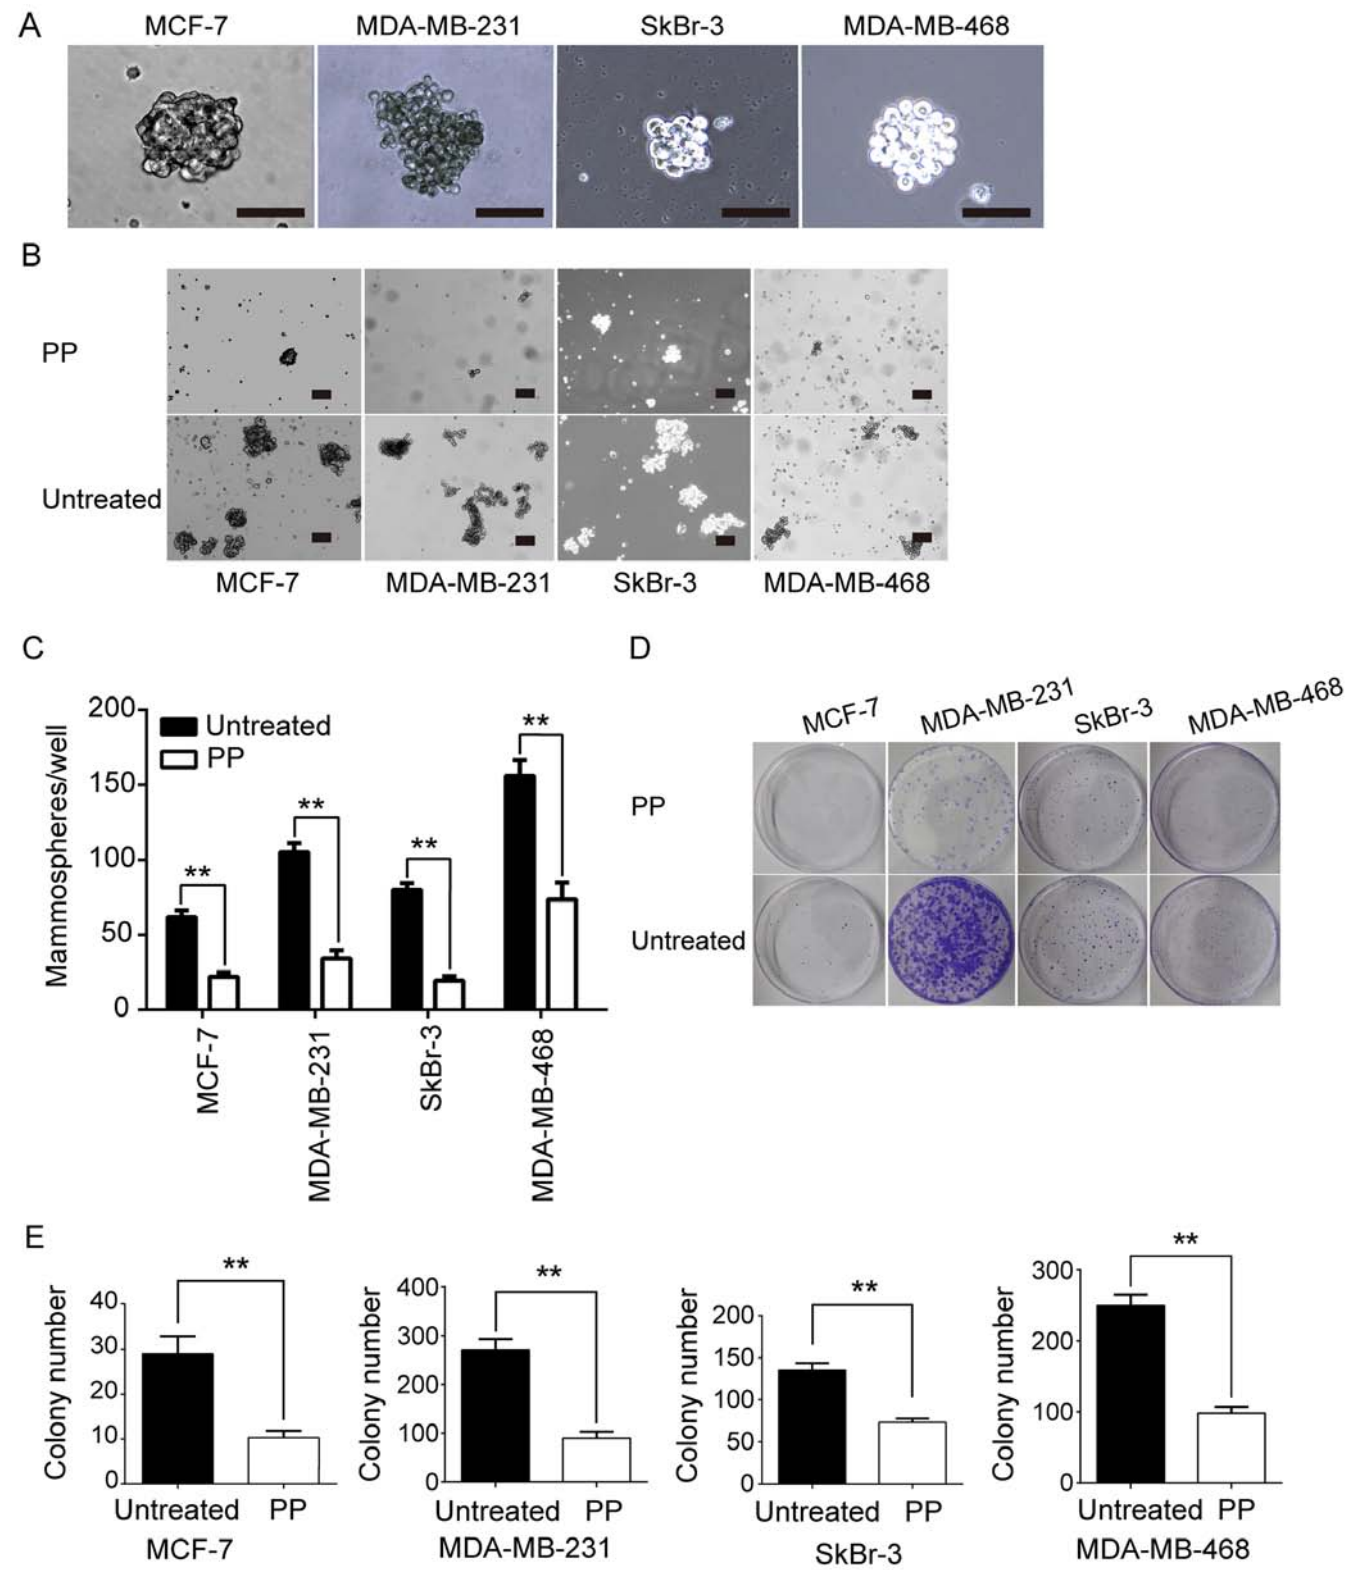 A
MCF-7 MDA-MB-231 SkBr-3 MDA-MB-468
B
PP
Untreated
MCF-7 MDA-MB-231 SkBr-3 MDA-MB-468
C
Mammospheres/well
200
150
100
50
0
Untreated
PP
** ** ** **
MCF-7
MDA-MB-231
SkBr-3
MDA-MB-468
D
MCF-7 MDA-MB-231 SkBr-3 MDA-MB-468
PP
Untreated
E
Colony number
40
30
20
10
0
**
Untreated PP
MCF-7
Colony number
400
300
200
100
0
**
Untreated PP
MDA-MB-231
Colony number
200
150
100
50
0
**
Untreated PP
SkBr-3
Colony number
300
200
100
0
**
Untreated PP
MDA-MB-468